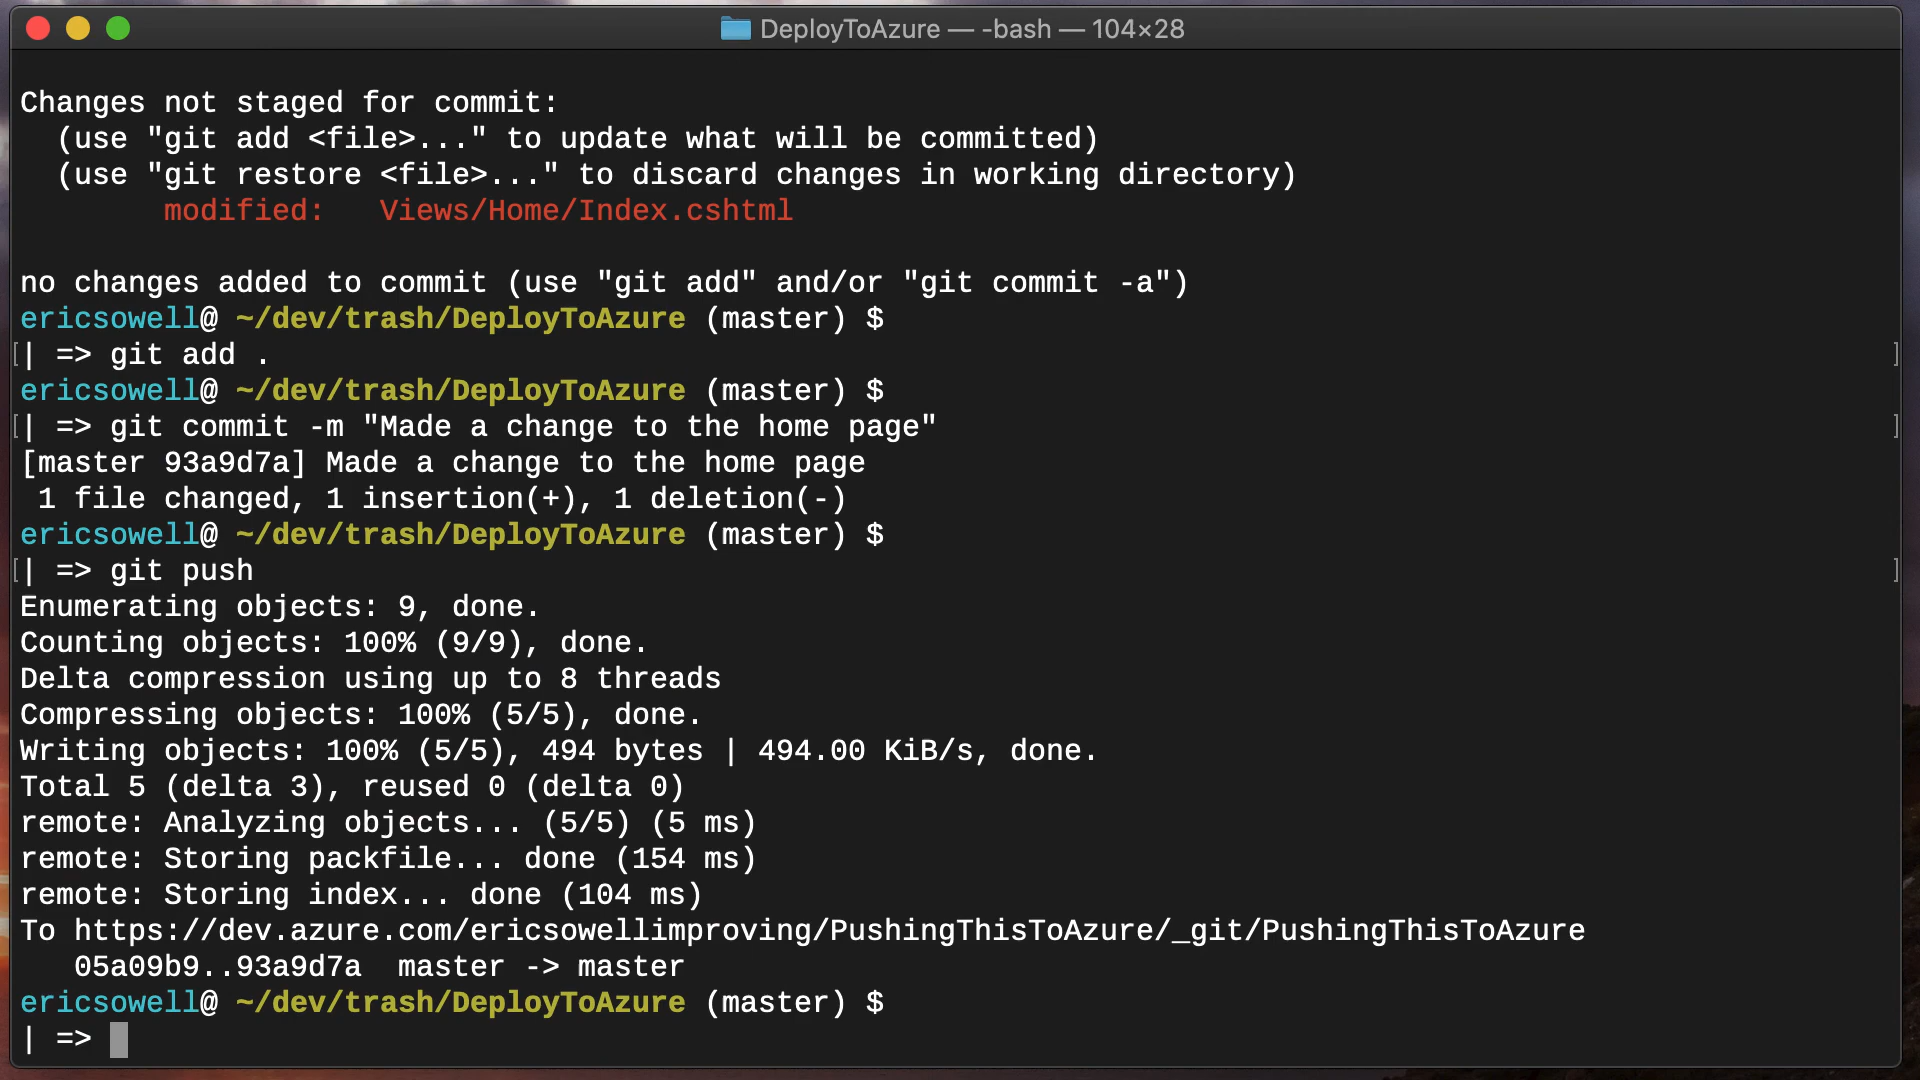 DeployToAzure — -bash — 104×28
Changes not staged for commit:
  (use "git add <file>..." to update what will be committed)
  (use "git restore <file>..." to discard changes in working directory)
        modified:   Views/Home/Index.cshtml
no changes added to commit (use "git add" and/or "git commit -a")
ericsowell@ ~/dev/trash/DeployToAzure (master) $
[| => git add . ]
ericsowell@ ~/dev/trash/DeployToAzure (master) $
[| => git commit -m "Made a change to the home page" ]
[master 93a9d7a] Made a change to the home page
 1 file changed, 1 insertion(+), 1 deletion(-)
ericsowell@ ~/dev/trash/DeployToAzure (master) $
[| => git push ]
Enumerating objects: 9, done.
Counting objects: 100% (9/9), done.
Delta compression using up to 8 threads
Compressing objects: 100% (5/5), done.
Writing objects: 100% (5/5), 494 bytes | 494.00 KiB/s, done.
Total 5 (delta 3), reused 0 (delta 0)
remote: Analyzing objects... (5/5) (5 ms)
remote: Storing packfile... done (154 ms)
remote: Storing index... done (104 ms)
To https://dev.azure.com/ericsowellimproving/PushingThisToAzure/_git/PushingThisToAzure
   05a09b9..93a9d7a  master -> master
ericsowell@ ~/dev/trash/DeployToAzure (master) $
| =>